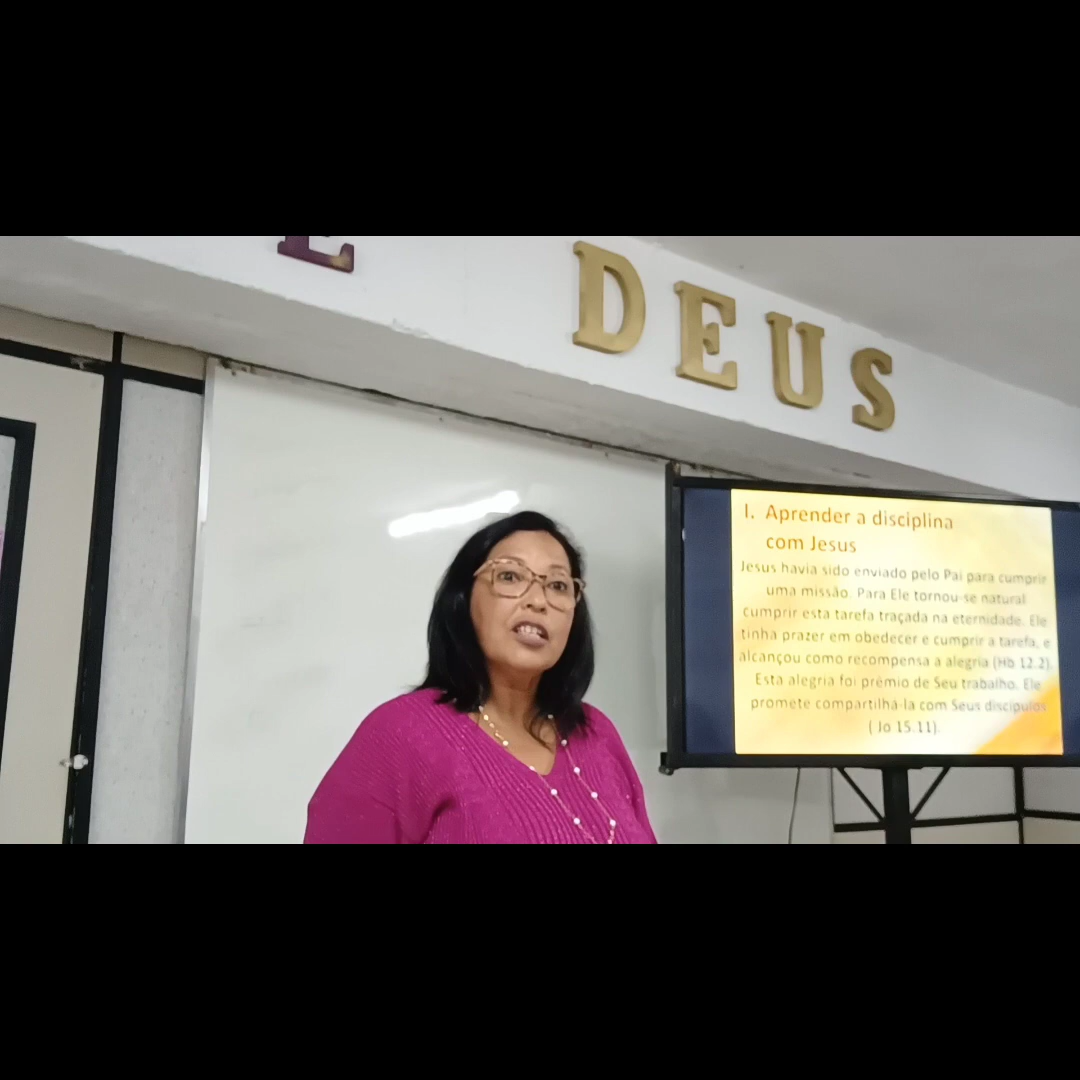 E DEUS
I. Aprender a disciplina
com Jesus
Jesus havia sido enviado pelo Pai para cumprir
uma missão. Para Ele tornou-se natural
cumprir esta tarefa traçada na eternidade. Ele
tinha prazer em obedecer e cumprir a tarefa, e
alcançou como recompensa a alegria (Hb 12.2).
Esta alegria foi prêmio de Seu trabalho. Ele
promete compartilhá-la com Seus discípulos
( Jo 15.11).